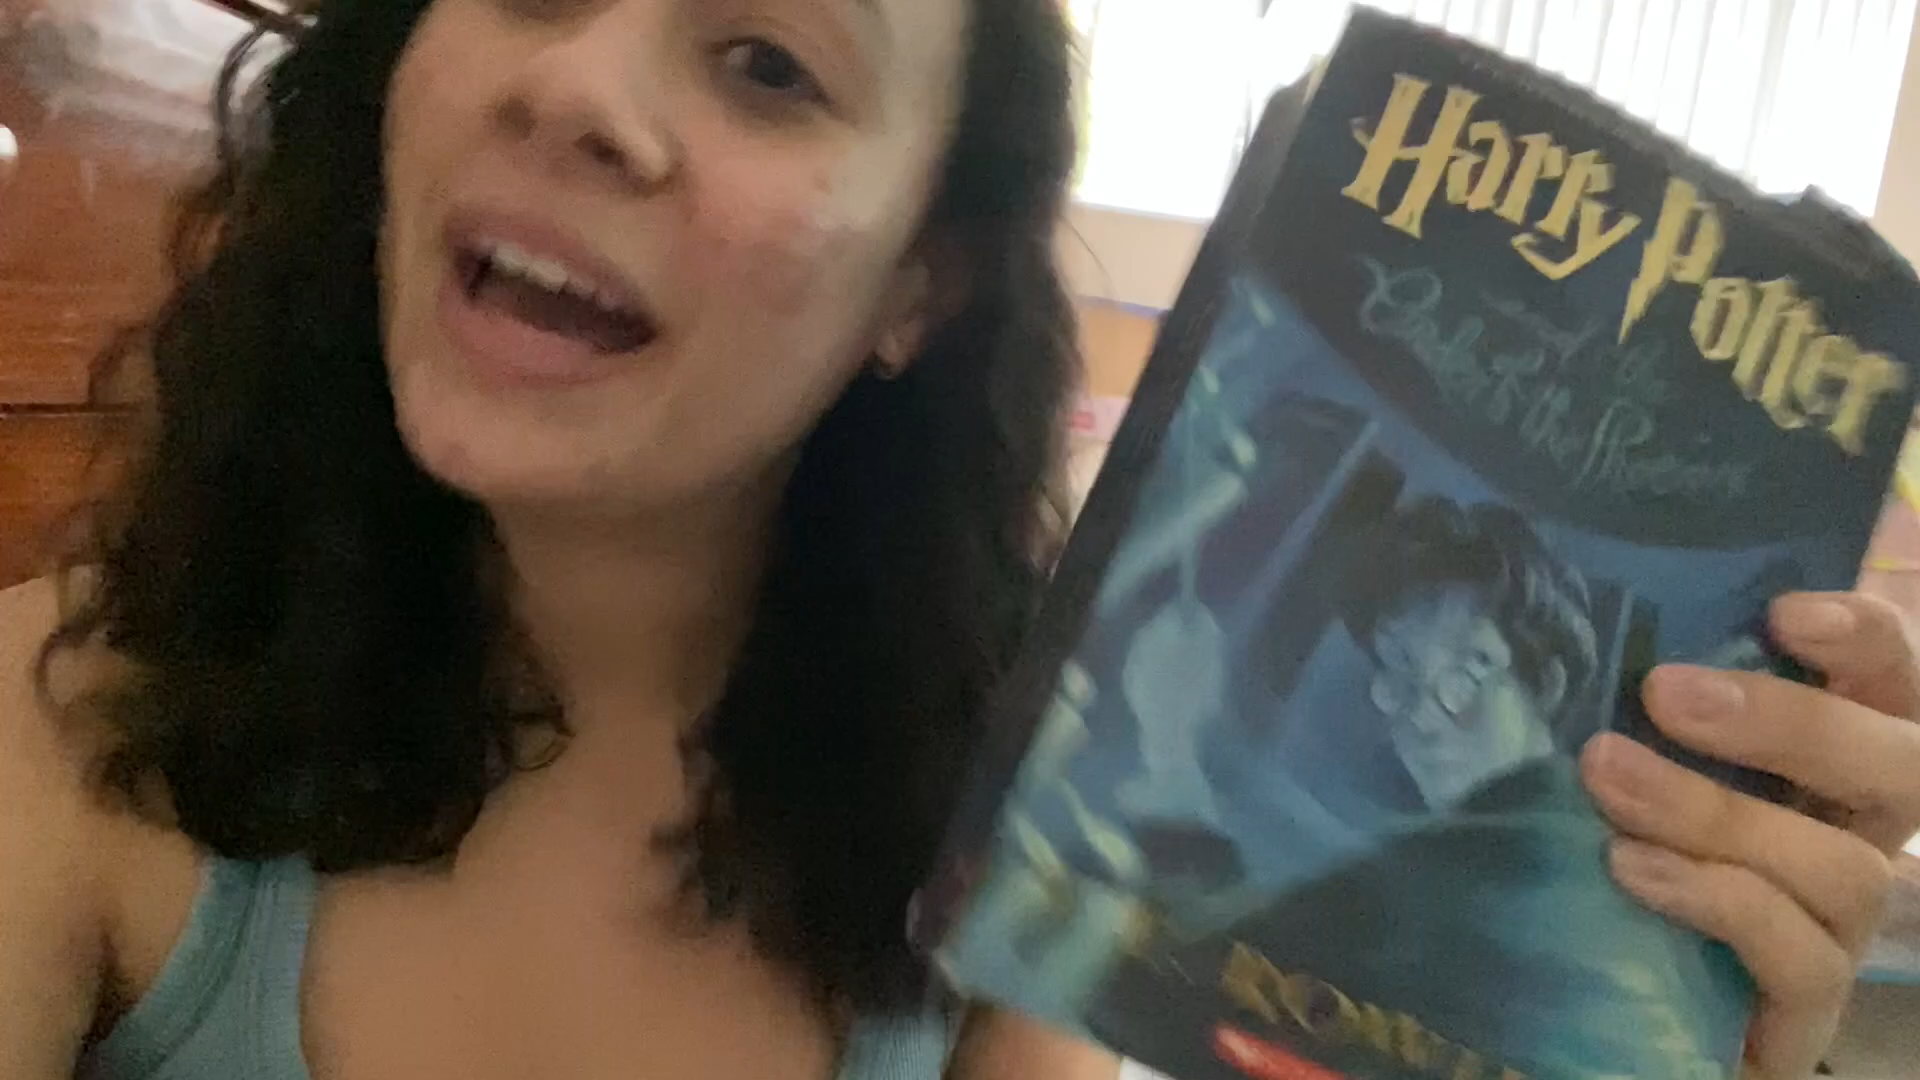 Harry Potter
and the
Order of the Phoenix